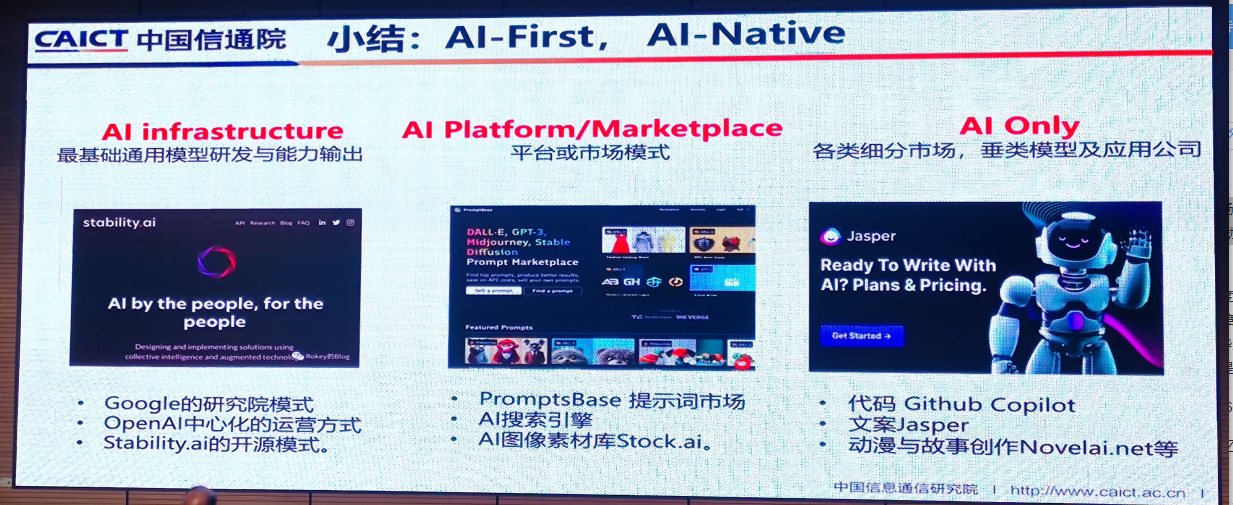 CAICT 中国信通院
小结：AI-First， AI-Native
AI infrastructure
最基础通用模型研发与能力输出
stability.ai
API Research Blog FAQ
AI by the people, for the
people
Designing and implementing solutions using
collective intelligence and augmented
Rokey的Blog
Google的研究院模式
OpenAI中心化的运营方式
Stability.ai的开源模式。
AI Platform/Marketplace
平台或市场模式
PromptBase
Marketplace
Login
DALL-E, GPT-3,
Midjourney, Stable
Diffusion
Prompt Marketplace
Find top prompts, produce better results,
save on API costs, sell your own prompts.
Sell a prompt
Find a prompt
THE VERGE
Featured Prompts
PromptsBase 提示词市场
AI搜索引擎
AI图像素材库Stock.ai。
AI Only
各类细分市场，垂类模型及应用公司
Jasper
Ready To Write With
AI? Plans & Pricing.
Get Started →
代码 Github Copilot
文案Jasper
动漫与故事创作Novelai.net等
中国信息通信研究院 | http://www.caict.ac.cn |